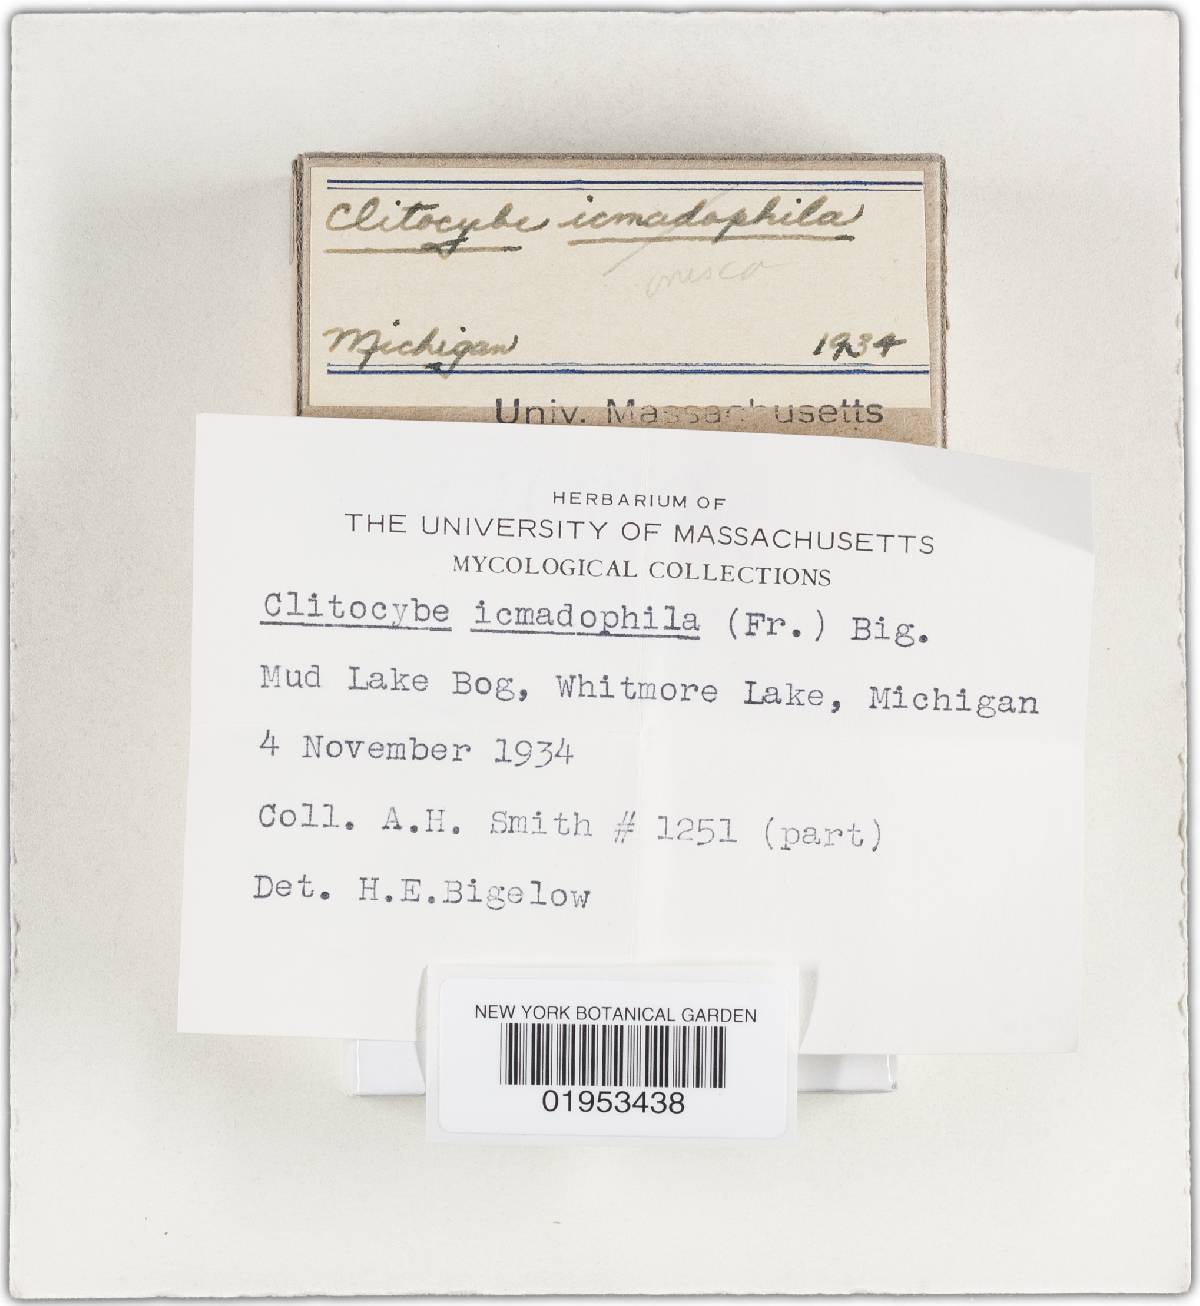 Clitocybe icmadophila
Michigan 1934
Univ. Massachusetts
HERBARIUM OF
THE UNIVERSITY OF MASSACHUSETTS
MYCOLOGICAL COLLECTIONS
Clitocybe icmadophila (Fr.) Big.
Mud Lake Bog, Whitmore Lake, Michigan
4 November 1934
Coll. A.H. Smith # 1251 (part)
Det. H.E.Bigelow
NEW YORK BOTANICAL GARDEN
01953438